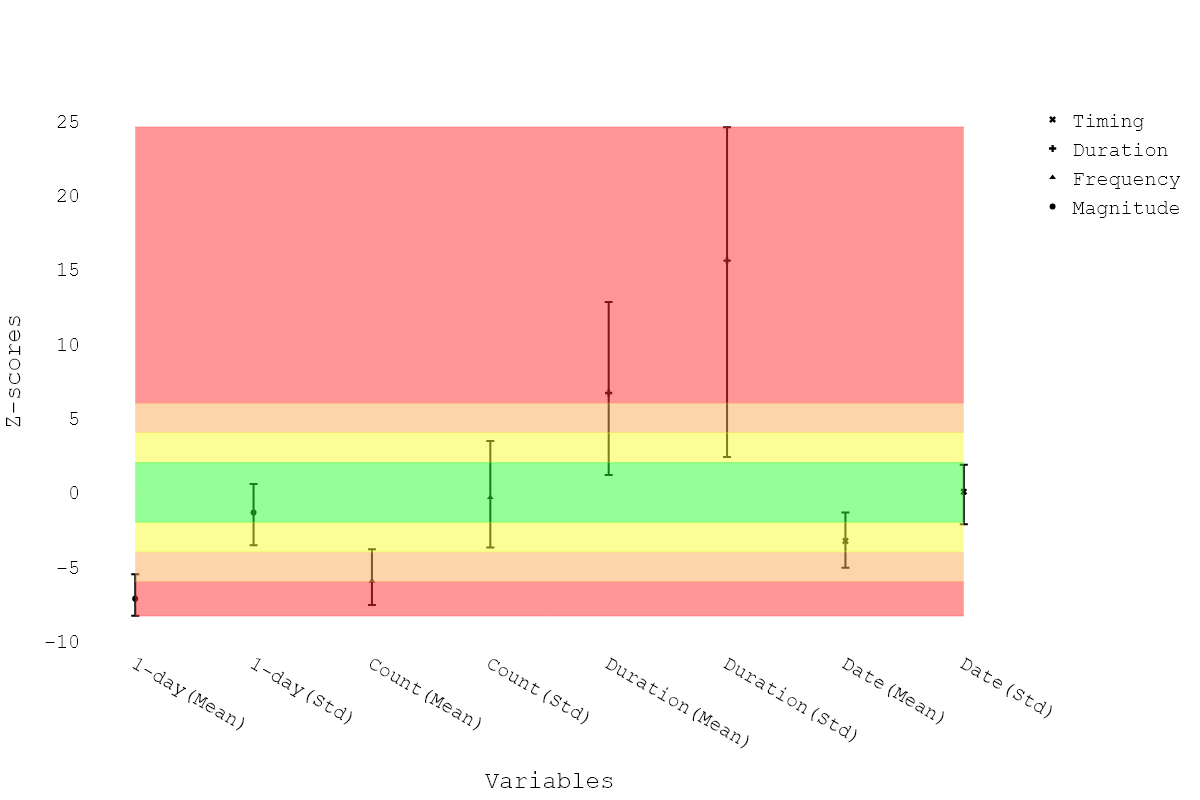 25
20
15
10
5
0
−5
−10
Z-scores
1-day(Mean)
1-day(Std)
Count(Mean)
Count(Std)
Duration(Mean)
Duration(Std)
Date(Mean)
Date(Std)
Variables
Timing
Duration
Frequency
Magnitude